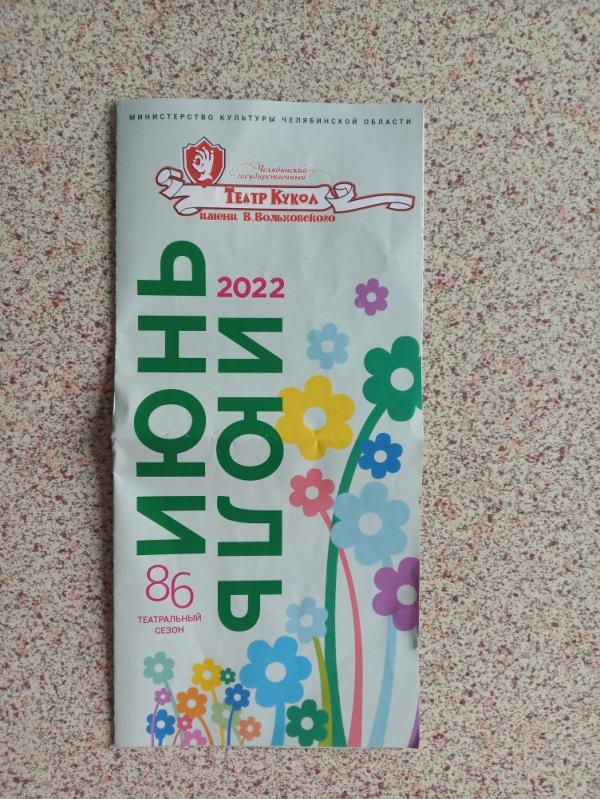 МИНИСТЕРСТВО КУЛЬТУРЫ ЧЕЛЯБИНСКОЙ ОБЛАСТИ
Челябинский
государственный
ТЕАТР КУКОЛ
имени В.Вольховского
2022
ИЮНЬ
ИЮЛЬ
86
ТЕАТРАЛЬНЫЙ
СЕЗОН